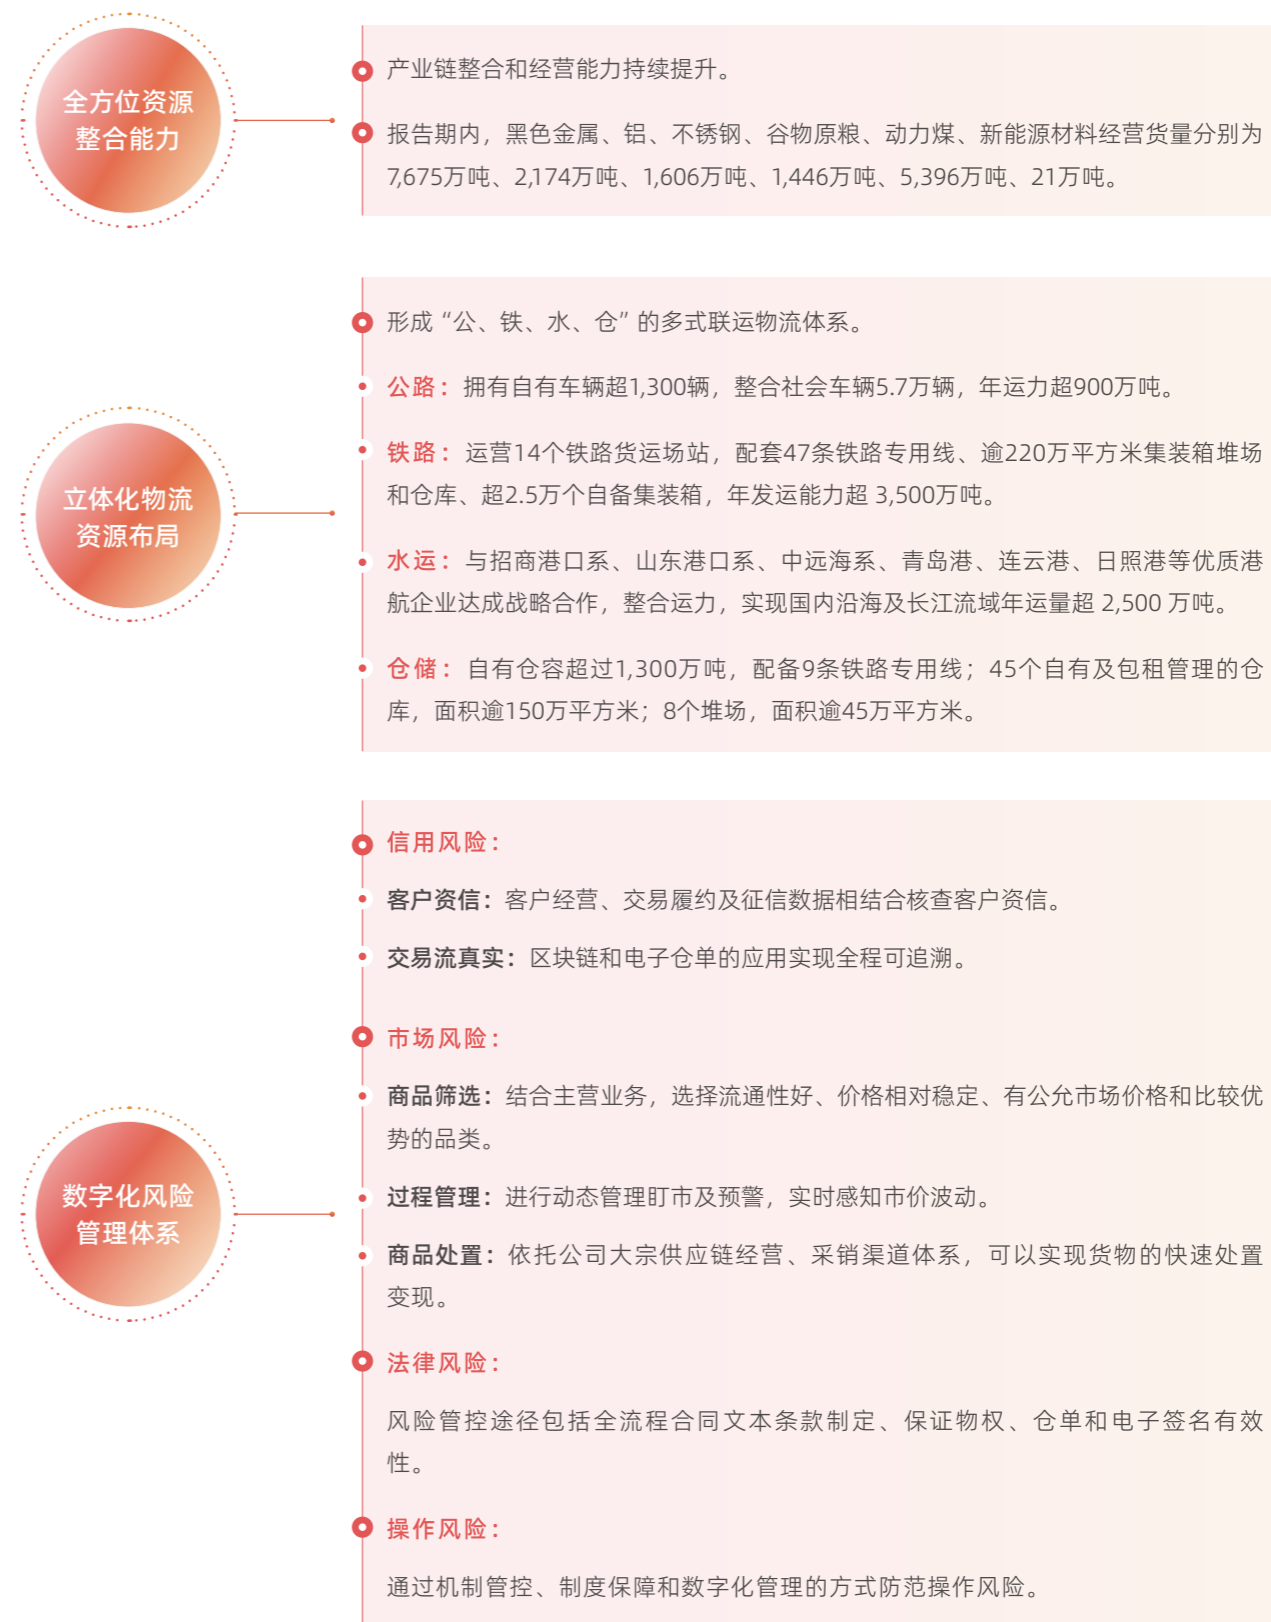 全方位资源
整合能力
产业链整合和经营能力持续提升。
报告期内，黑色金属、铝、不锈钢、谷物原粮、动力煤、新能源材料经营货量分别为
7,675万吨、2,174万吨、1,606万吨、1,446万吨、5,396万吨、21万吨。
立体化物流
资源布局
形成“公、铁、水、仓”的多式联运物流体系。
公路：拥有自有车辆超1,300辆，整合社会车辆5.7万辆，年运力超900万吨。
铁路：运营14个铁路货运场站，配套47条铁路专用线、逾220万平方米集装箱堆场
和仓库、超2.5万个自备集装箱，年发运能力超 3,500万吨。
水运：与招商港口系、山东港口系、中远海系、青岛港、连云港、日照港等优质港
航企业达成战略合作，整合运力，实现国内沿海及长江流域年运量超 2,500 万吨。
仓储：自有仓容超过1,300万吨，配备9条铁路专用线；45个自有及包租管理的仓
库，面积逾150万平方米；8个堆场，面积逾45万平方米。
数字化风险
管理体系
信用风险：
客户资信：客户经营、交易履约及征信数据相结合核查客户资信。
交易流真实：区块链和电子仓单的应用实现全程可追溯。
市场风险：
商品筛选：结合主营业务，选择流通性好、价格相对稳定、有公允市场价格和比较优
势的品类。
过程管理：进行动态管理盯市及预警，实时感知市价波动。
商品处置：依托公司大宗供应链经营、采销渠道体系，可以实现货物的快速处置
变现。
法律风险：
风险管控途径包括全流程合同文本条款制定、保证物权、仓单和电子签名有效
性。
操作风险：
通过机制管控、制度保障和数字化管理的方式防范操作风险。